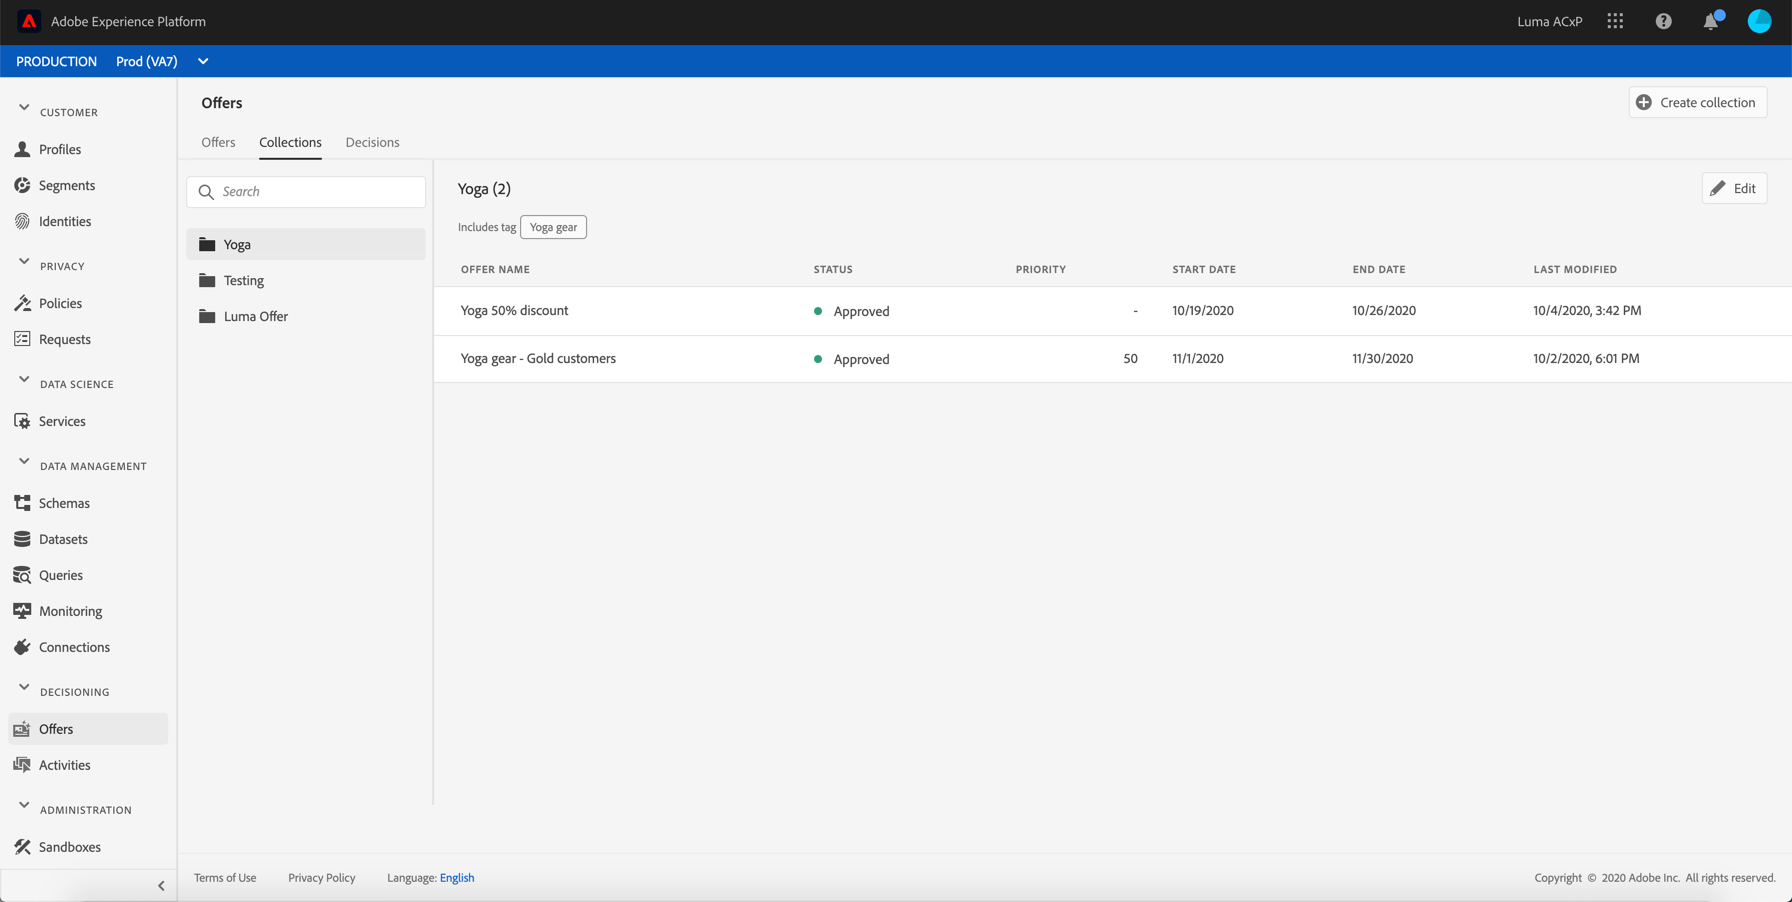 Adobe Experience Platform
Luma ACxP
PRODUCTION Prod (VA7)
CUSTOMER
Profiles
Segments
Identities
PRIVACY
Policies
Requests
DATA SCIENCE
Services
DATA MANAGEMENT
Schemas
Datasets
Queries
Monitoring
Connections
DECISIONING
Offers
Activities
ADMINISTRATION
Sandboxes
Offers
Create collection
Offers Collections Decisions
Search
Yoga
Testing
Luma Offer
Yoga (2)
Edit
Includes tag Yoga gear
OFFER NAME STATUS PRIORITY START DATE END DATE LAST MODIFIED
Yoga 50% discount Approved - 10/19/2020 10/26/2020 10/4/2020, 3:42 PM
Yoga gear - Gold customers Approved 50 11/1/2020 11/30/2020 10/2/2020, 6:01 PM
Terms of Use Privacy Policy Language: English Copyright © 2020 Adobe Inc. All rights reserved.